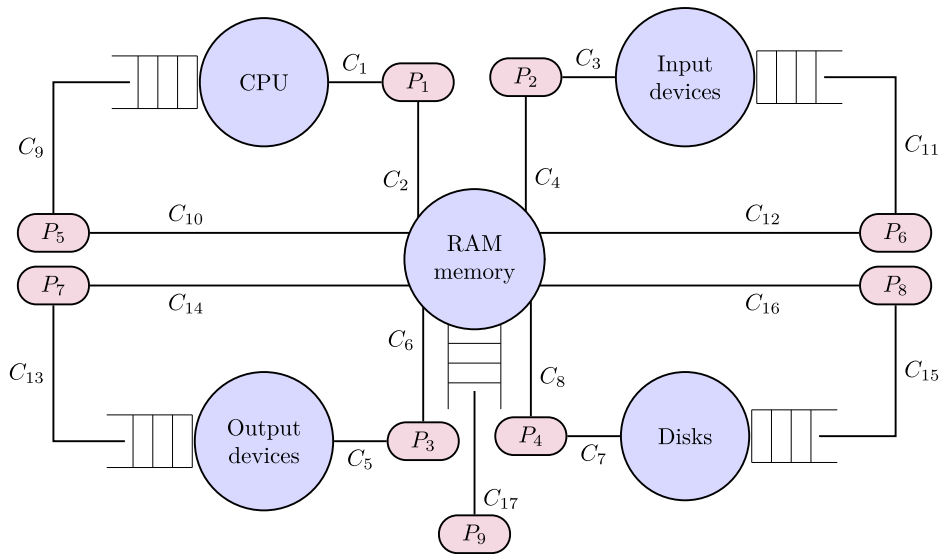 CPU
C1
P1
P2
C3
Input
devices
C9
C2
C4
C11
P5
C10
RAM
memory
C12
P6
P7
C14
C16
P8
C6
C13
C8
C15
Output
devices
C5
P3
P4
C7
Disks
C17
P9